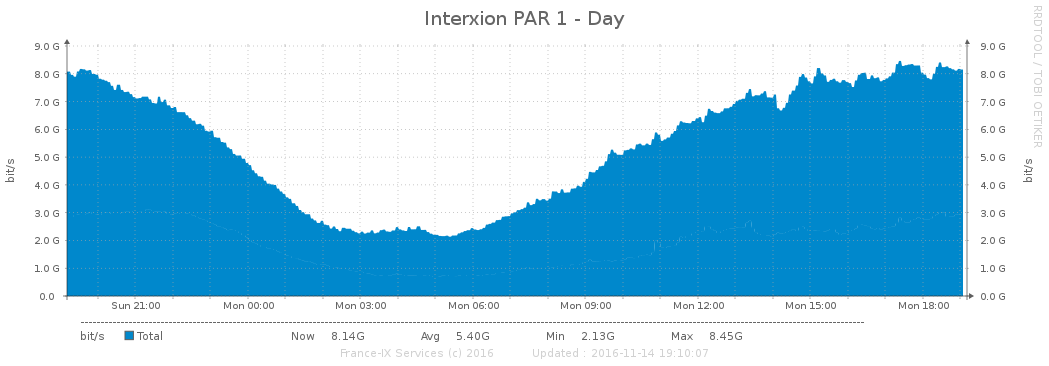 Interxion PAR 1 - Day
RRDTOOL / TOBI OETIKER
bit/s
9.0 G 9.0 G
8.0 G 8.0 G
7.0 G 7.0 G
6.0 G 6.0 G
5.0 G 5.0 G
4.0 G 4.0 G
3.0 G 3.0 G
2.0 G 2.0 G
1.0 G 1.0 G
0.0 0.0 G
bit/s
Sun 21:00 Mon 00:00 Mon 03:00 Mon 06:00 Mon 09:00 Mon 12:00 Mon 15:00 Mon 18:00
bit/s Total Now 8.14G Avg 5.40G Min 2.13G Max 8.45G
France-IX Services (c) 2016 Updated : 2016-11-14 19:10:07